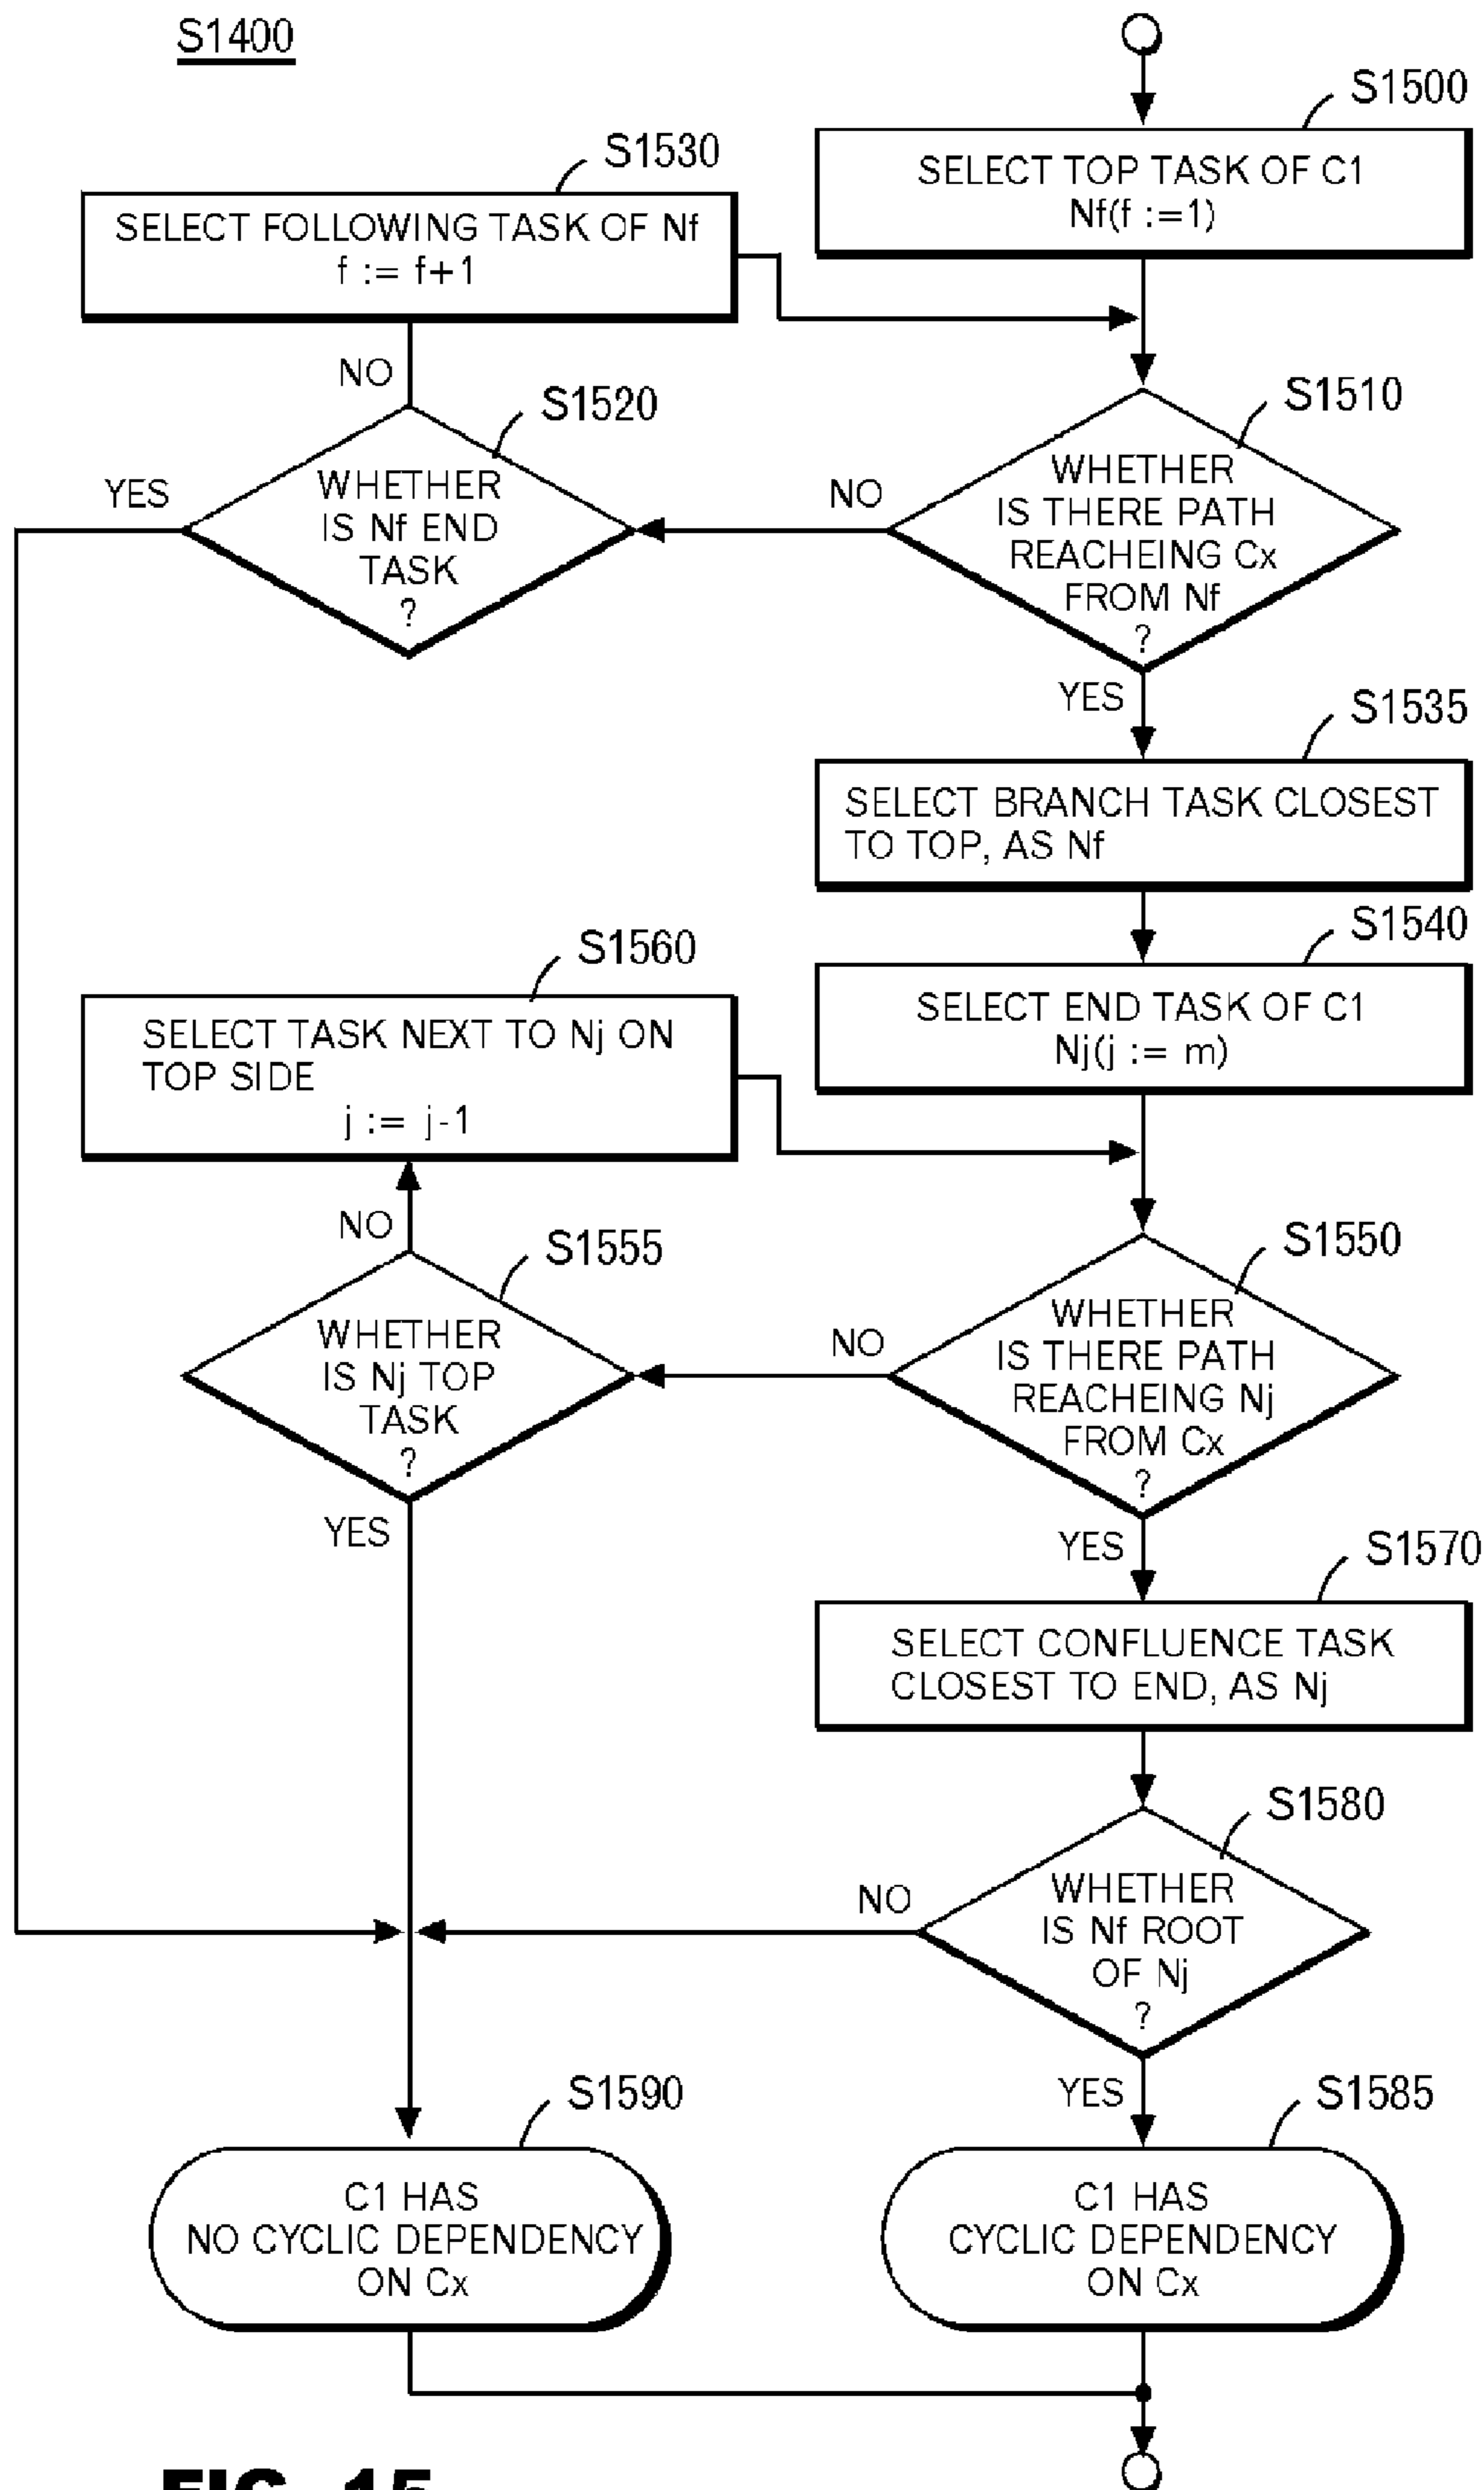 S1400
S1500
SELECT TOP TASK OF C1
Nf(f :=1)
S1530
SELECT FOLLOWING TASK OF Nf
f := f+1
NO
S1520
WHETHER
IS Nf END
TASK
?
YES
NO
S1510
WHETHER
IS THERE PATH
REACHEING Cx
FROM Nf
?
YES
S1535
SELECT BRANCH TASK CLOSEST
TO TOP, AS Nf
S1540
SELECT END TASK OF C1
Nj(j := m)
S1560
SELECT TASK NEXT TO Nj ON
TOP SIDE
j := j-1
NO
S1555
WHETHER
IS Nj TOP
TASK
?
YES
NO
S1550
WHETHER
IS THERE PATH
REACHEING Nj
FROM Cx
?
YES
S1570
SELECT CONFLUENCE TASK
CLOSEST TO END, AS Nj
S1580
WHETHER
IS Nf ROOT
OF Nj
?
NO
YES
S1590
C1 HAS
NO CYCLIC DEPENDENCY
ON Cx
S1585
C1 HAS
CYCLIC DEPENDENCY
ON Cx
FIG. 15